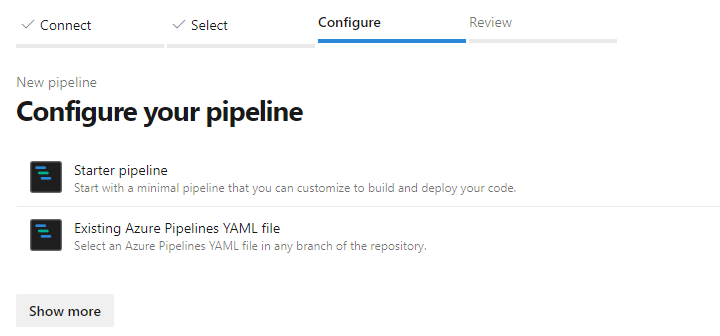 Connect
Select
Configure
Review
New pipeline
Configure your pipeline
Starter pipeline
Start with a minimal pipeline that you can customize to build and deploy your code.
Existing Azure Pipelines YAML file
Select an Azure Pipelines YAML file in any branch of the repository.
Show more